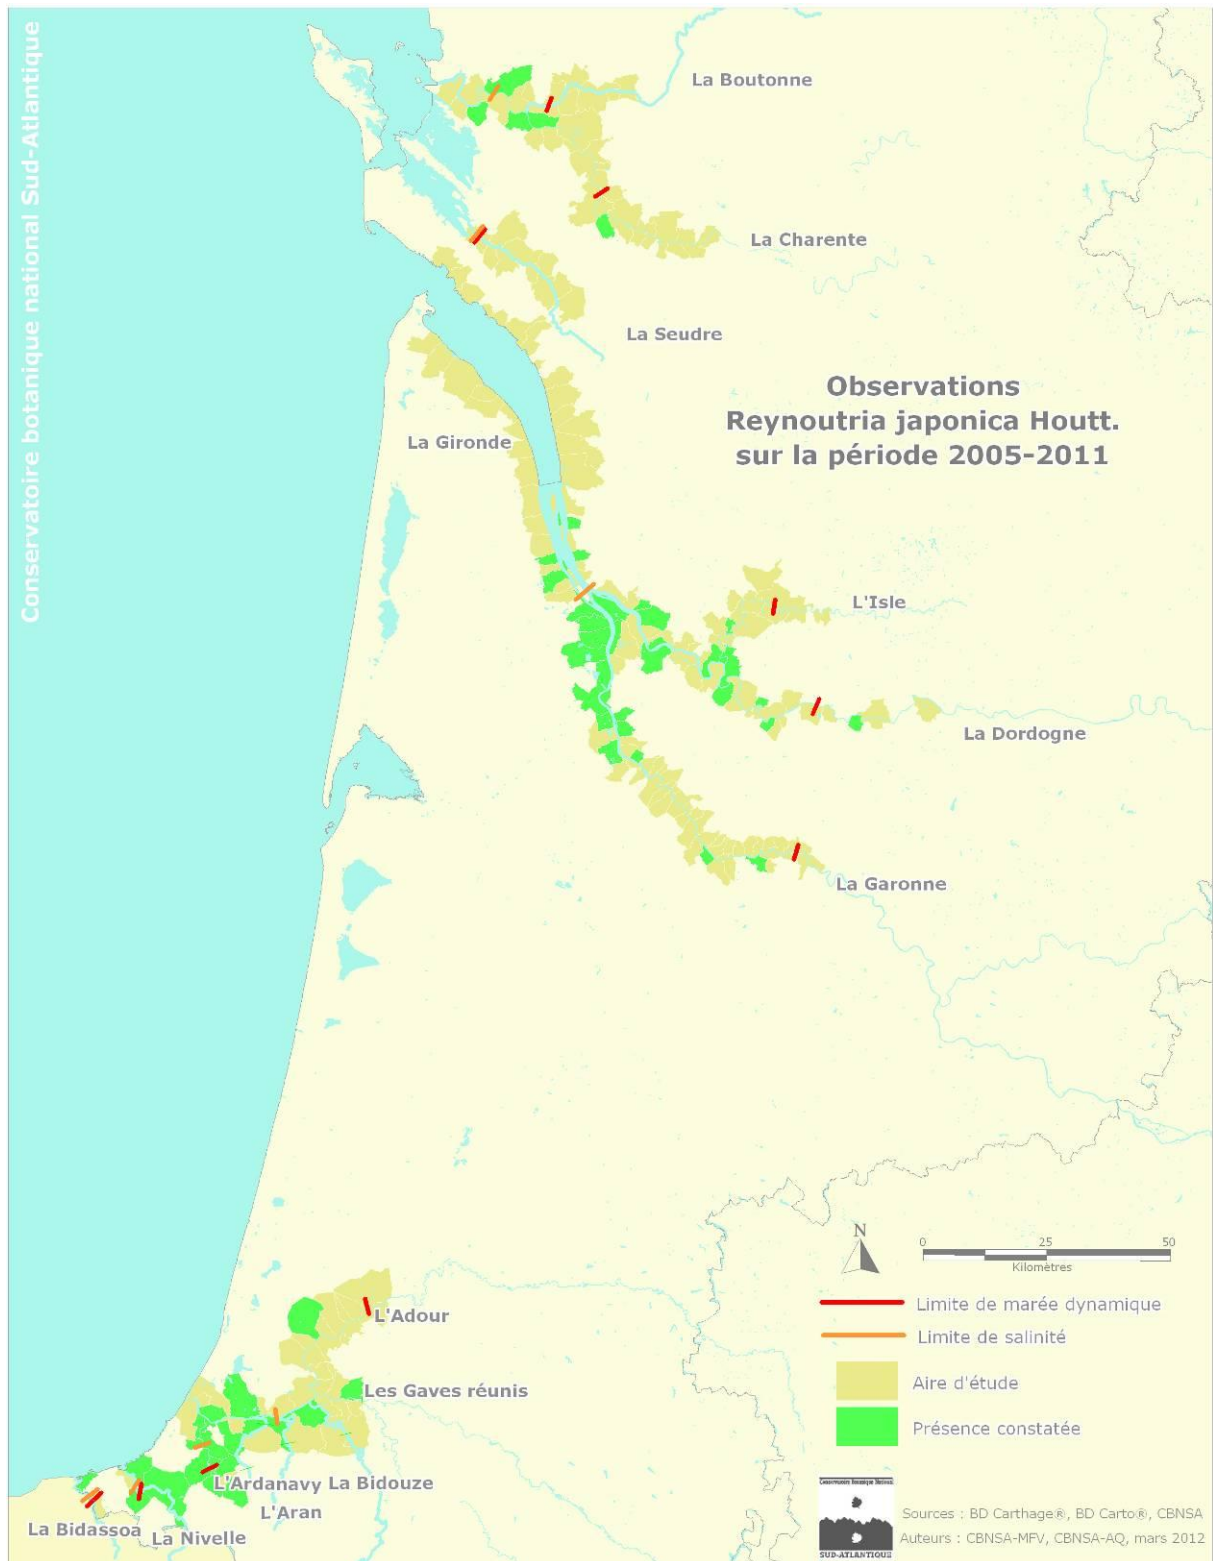 Conservatoire botanique national Sud-Atlantique
La Boutonne
La Charente
La Seudre
Observations
Reynoutria japonica Houtt.
sur la période 2005-2011
La Gironde
L'Isle
La Dordogne
La Garonne
N
0 25 50
Kilomètres
Limite de marée dynamique
L'Adour
Limite de salinité
Les Gaves réunis
Aire d'étude
Présence constatée
L'Ardanavy La Bidouze
L'Aran
La Bidassoa La Nivelle
Conservatoire Botanique National
SUD-ATLANTIQUE
Sources : BD Carthage®, BD Carto®, CBNSA
Auteurs : CBNSA-MFV, CBNSA-AQ, mars 2012